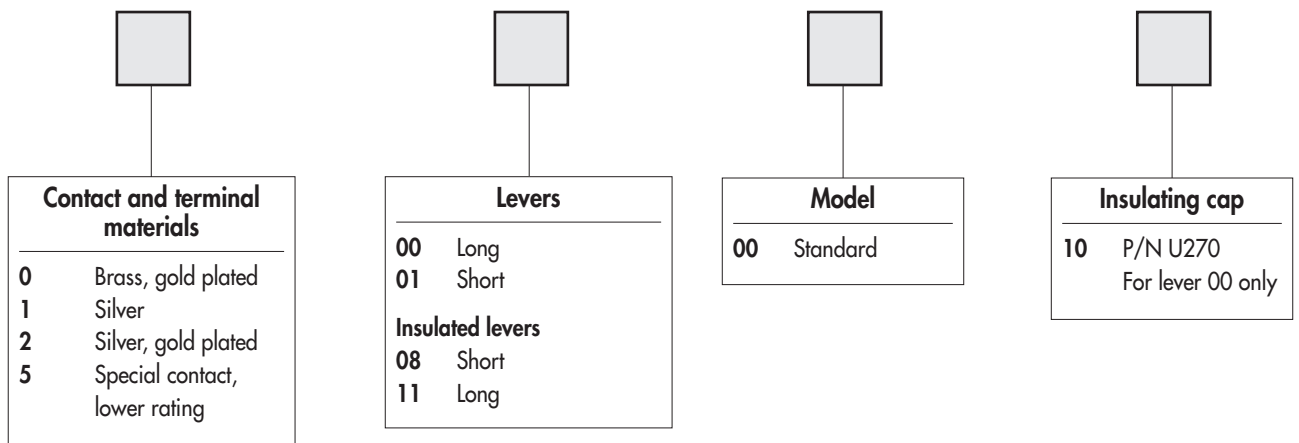 Contact and terminal
materials
0 Brass, gold plated
1 Silver
2 Silver, gold plated
5 Special contact,
lower rating
Levers
00 Long
01 Short
Insulated levers
08 Short
11 Long
Model
00 Standard
Insulating cap
10 P/N U270
For lever 00 only